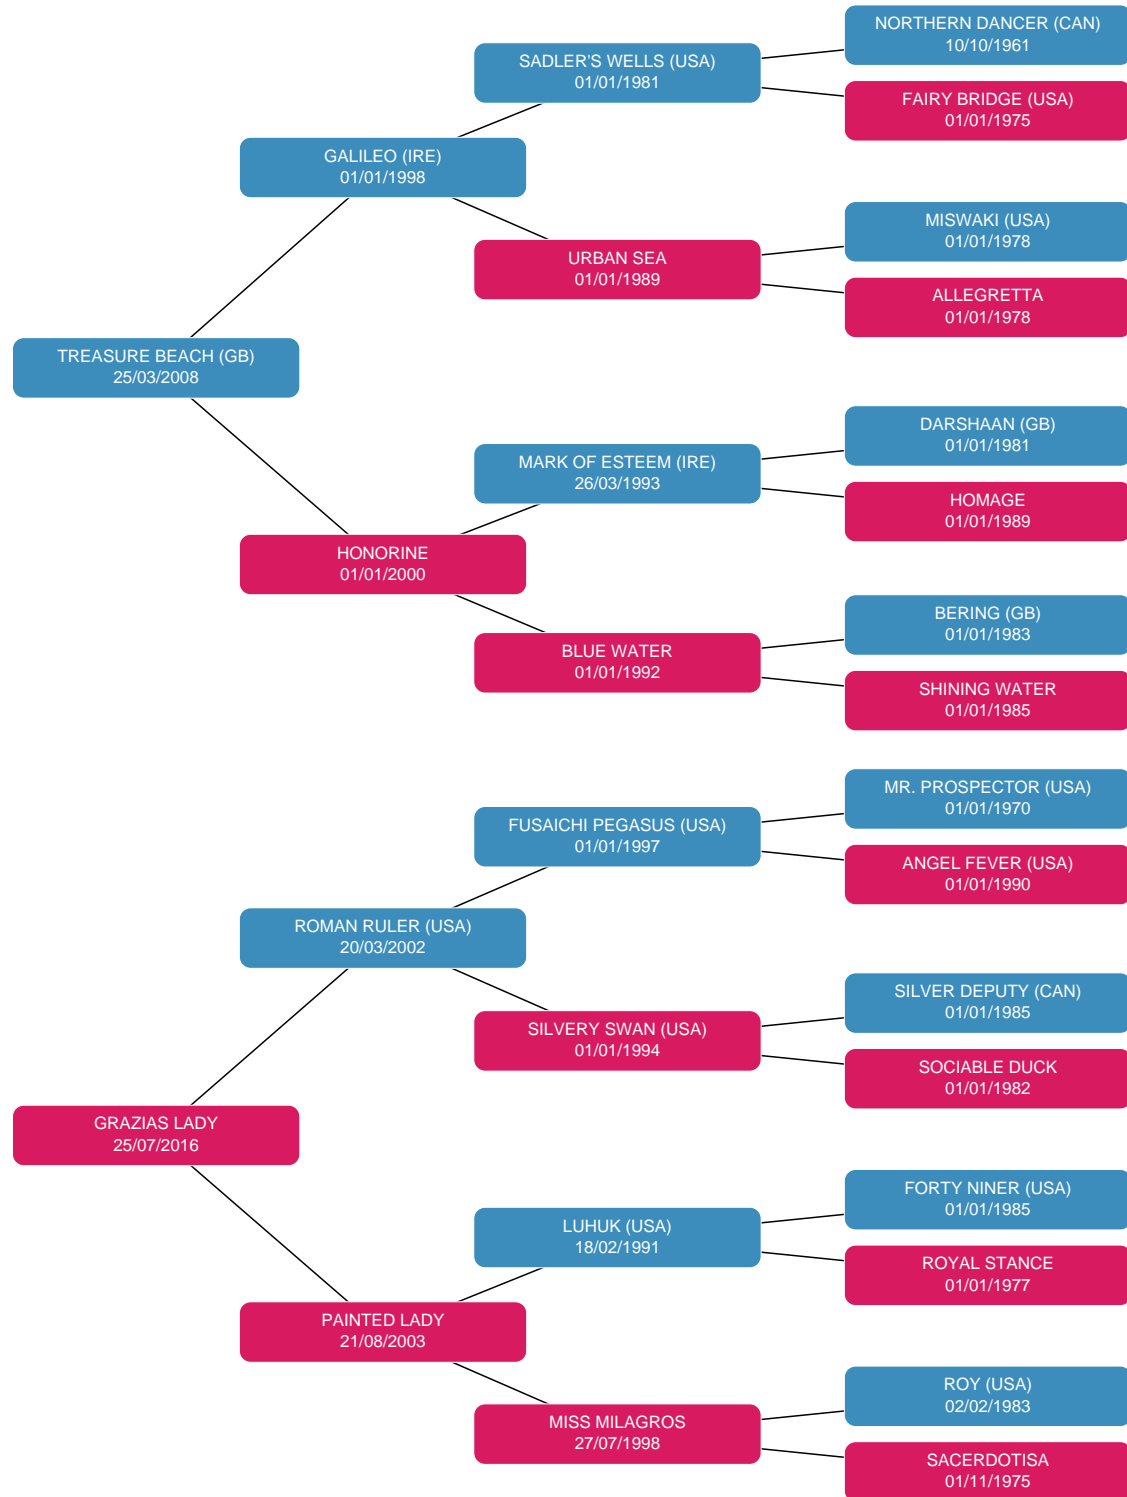 NORTHERN DANCER (CAN)
10/10/1961
SADLER'S WELLS (USA)
01/01/1981
FAIRY BRIDGE (USA)
01/01/1975
GALILEO (IRE)
01/01/1998
MISWAKI (USA)
01/01/1978
URBAN SEA
01/01/1989
ALLEGRETTA
01/01/1978
TREASURE BEACH (GB)
25/03/2008
DARSHAAN (GB)
01/01/1981
MARK OF ESTEEM (IRE)
26/03/1993
HOMAGE
01/01/1989
HONORINE
01/01/2000
BERING (GB)
01/01/1983
BLUE WATER
01/01/1992
SHINING WATER
01/01/1985
MR. PROSPECTOR (USA)
01/01/1970
FUSAICHI PEGASUS (USA)
01/01/1997
ANGEL FEVER (USA)
01/01/1990
ROMAN RULER (USA)
20/03/2002
SILVER DEPUTY (CAN)
01/01/1985
SILVERY SWAN (USA)
01/01/1994
SOCIABLE DUCK
01/01/1982
GRAZIAS LADY
25/07/2016
FORTY NINER (USA)
01/01/1985
LUHUK (USA)
18/02/1991
ROYAL STANCE
01/01/1977
PAINTED LADY
21/08/2003
ROY (USA)
02/02/1983
MISS MILAGROS
27/07/1998
SACERDOTISA
01/11/1975